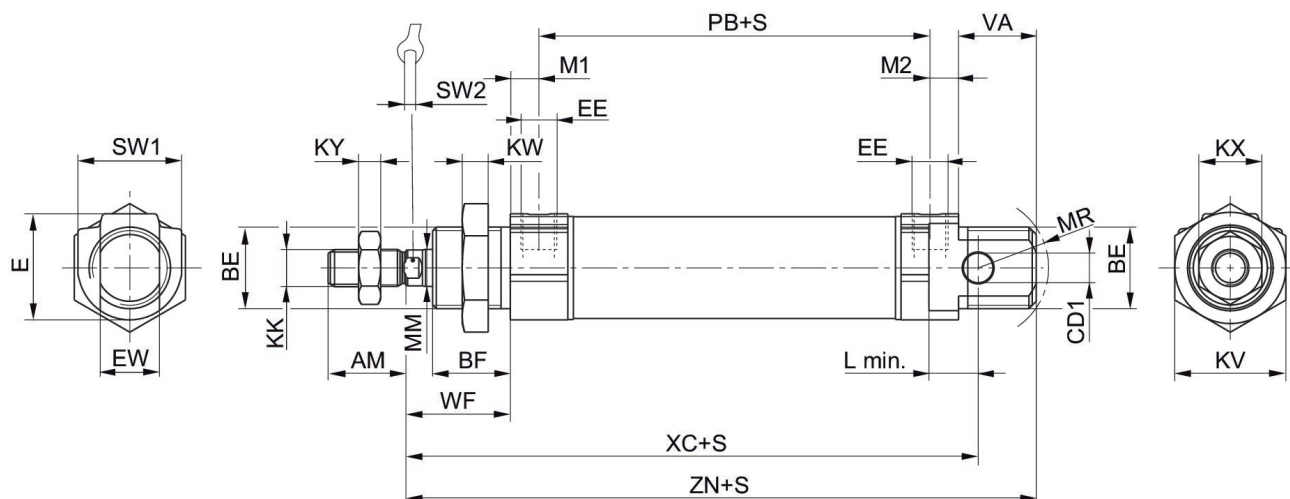 PB+S
VA
M1
M2
SW2
EE
SW1
KY
KW
EE
KX
MR
E
BE
BE
CD1
KK
MM
EW
AM
BF
L min.
KV
WF
XC+S
ZN+S